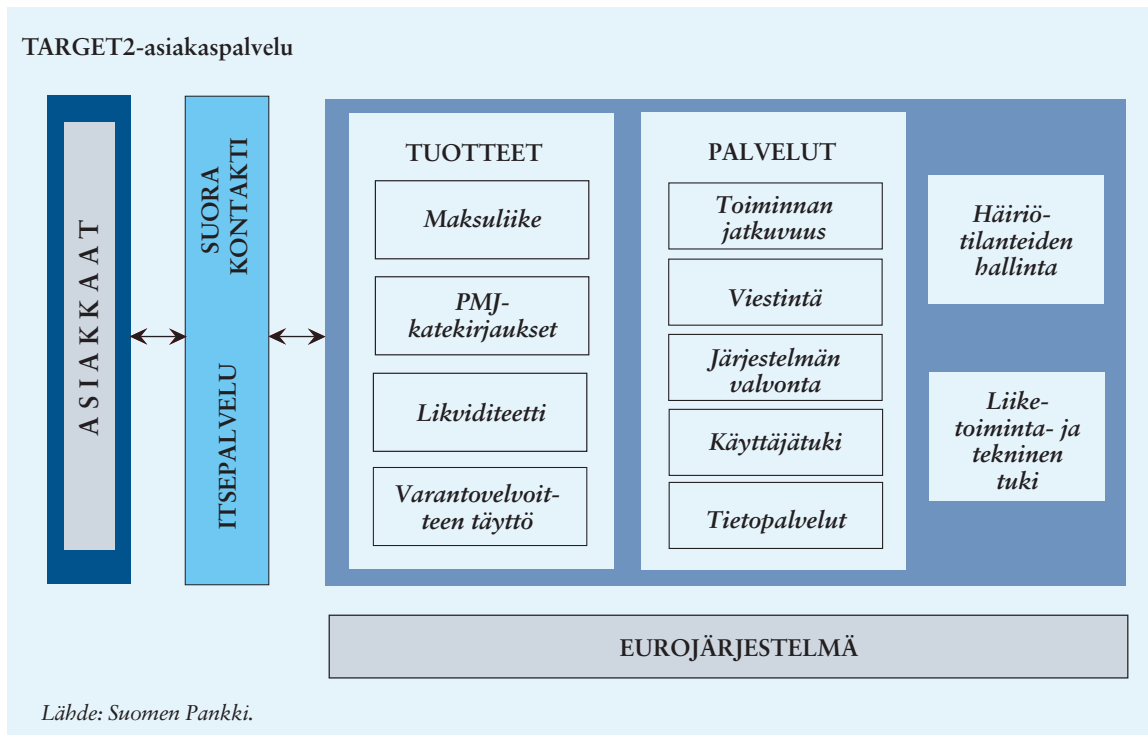 TARGET2-asiakaspalvelu
ASIAKKAAT
SUORA
KONTAKTI
ITSEPALVELU
TUOTTEET
Maksuliike
PMJ-
katekirjaukset
Likviditeetti
Varantovelvoit-
teen täyttö
PALVELUT
Toiminnan
jatkuvuus
Viestintä
Järjestelmän
valvonta
Käyttäjätuki
Tietopalvelut
Häiriö-
tilanteiden
hallinta
Liike-
toiminta- ja
tekninen
tuki
EUROJÄRJESTELMÄ
Lähde: Suomen Pankki.